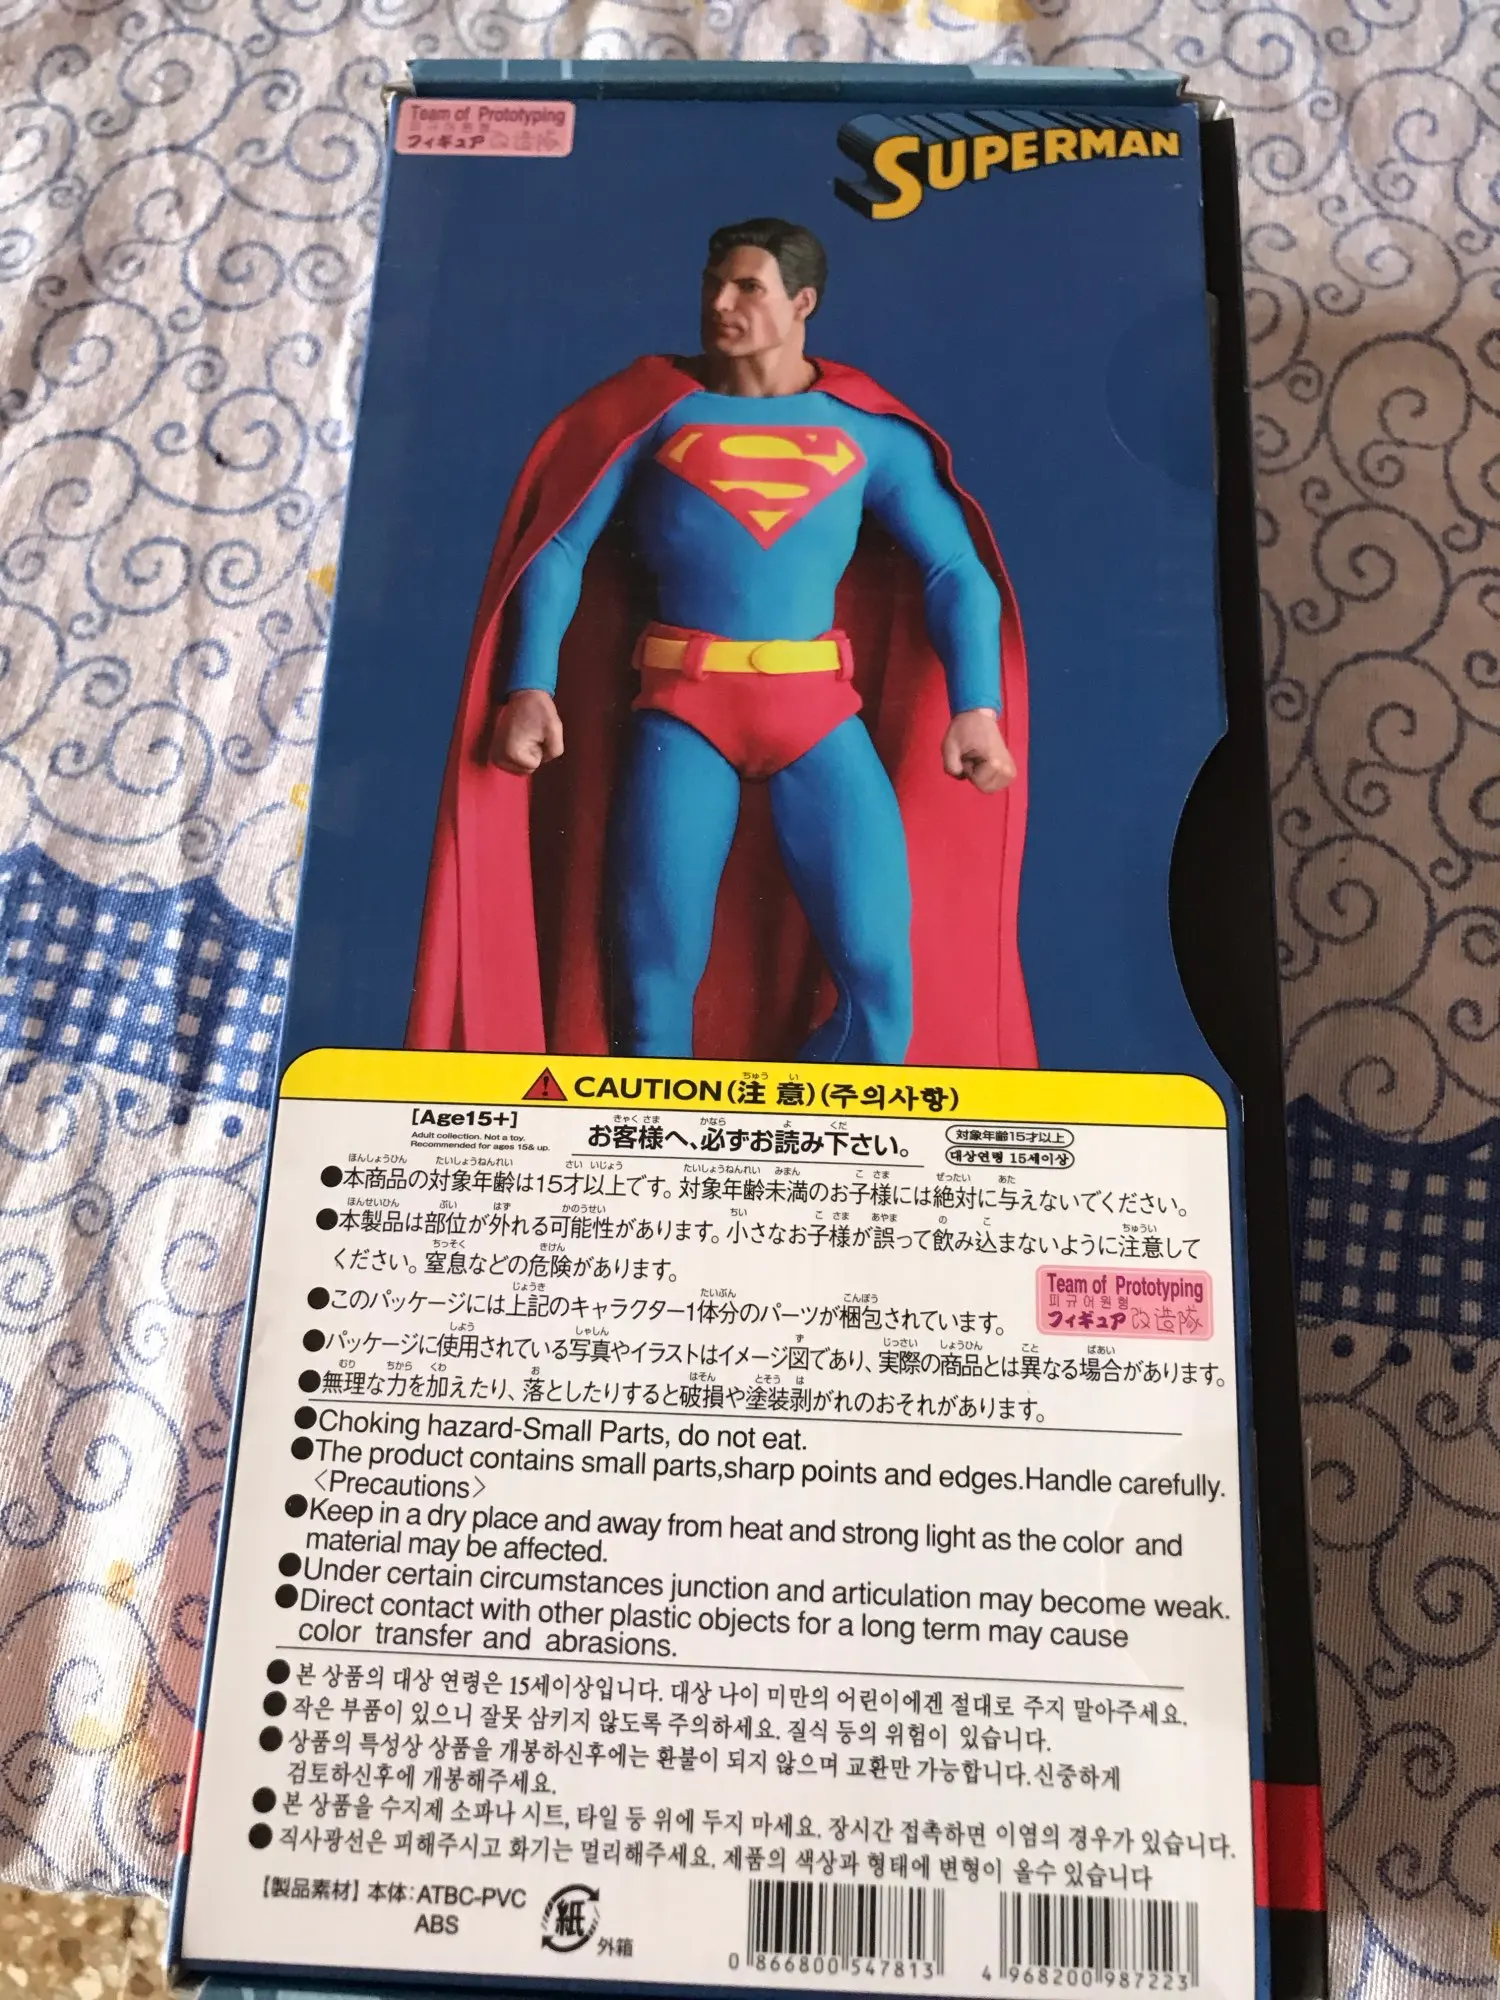 Team of Prototyping
피규어원형
フィギュア 改造隊
SUPERMAN
CAUTION(注意)(주의사항)
[Age15+]
Adult collection. Not a toy.
Recommended for ages 15& up.
お客様へ、必ずお読み下さい。
対象年齢15才以上
대상연령 15세이상
●本商品の対象年齢は15才以上です。対象年齢未満のお子様には絶対に与えないでください。
●本製品は部位が外れる可能性があります。小さなお子様が誤って飲み込まないように注意して
ください。窒息などの危険があります。
●このパッケージには上記のキャラクター1体分のパーツが梱包されています。
Team of Prototyping
피규어원형
フィギュア 改造隊
●パッケージに使用されている写真やイラストはイメージ図であり、実際の商品とは異なる場合があります。
●無理な力を加えたり、落としたりすると破損や塗装剥がれのおそれがあります。
●Choking hazard-Small Parts, do not eat.
●The product contains small parts,sharp points and edges.Handle carefully.
〈Precautions〉
●Keep in a dry place and away from heat and strong light as the color and
material may be affected.
●Under certain circumstances junction and articulation may become weak.
●Direct contact with other plastic objects for a long term may cause
color transfer and abrasions.
●본 상품의 대상 연령은 15세이상입니다. 대상 나이 미만의 어린이에겐 절대로 주지 말아주세요.
●작은 부품이 있으니 잘못 삼키지 않도록 주의하세요. 질식 등의 위험이 있습니다.
●상품의 특성상 상품을 개봉하신후에는 환불이 되지 않으며 교환만 가능합니다.신중하게
검토하신후에 개봉해주세요.
●본 상품을 수지제 소파나 시트, 타일 등 위에 두지 마세요. 장시간 접촉하면 이염의 경우가 있습니다.
●직사광선은 피해주시고 화기는 멀리해주세요. 제품의 색상과 형태에 변형이 올수 있습니다
【製品素材】本体:ATBC-PVC
ABS
紙
外箱
0 866800 547813
4 968200 987223